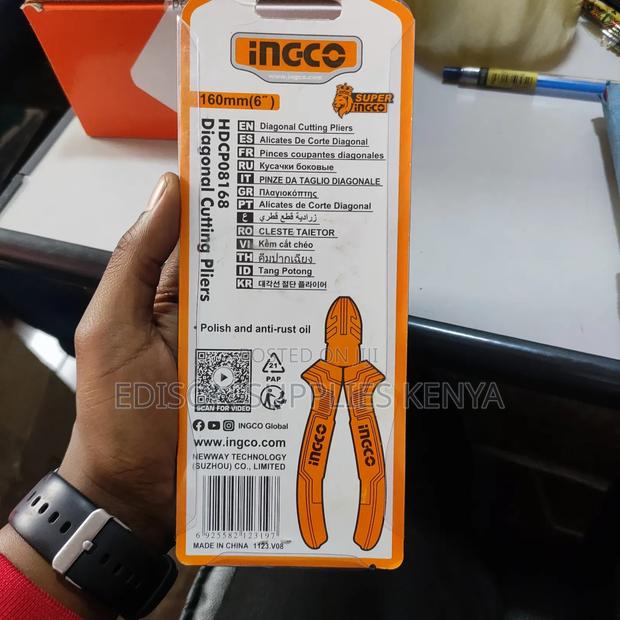 INGCO
www.ingco.com
160mm(6")
SUPER
INGCO
HDCP08168
Diagonal Cutting Pliers
EN Diagonal Cutting Pliers
ES Alicates De Corte Diagonal
FR Pinces coupantes diagonales
RU Кусачки боковые
IT PINZE DA TAGLIO DIAGONALE
GR Πλαγιοκόπτης
PT Alicates de Corte Diagonal
ع زرادية قطع قطري
RO CLESTE TAIETOR
VI Kềm cắt chéo
TH คีมปากเฉียง
ID Tang Potong
KR 대각선 절단 플라이어
• Polish and anti-rust oil
POSTED ON
EDISON SUPPLIES KENYA
21
PAP
SCAN FOR VIDEO
INGCO Global
www.ingco.com
NEWWAY TECHNOLOGY
(SUZHOU) CO., LIMITED
6 925582 123197
MADE IN CHINA 1123.V08
INGCO
INGCO